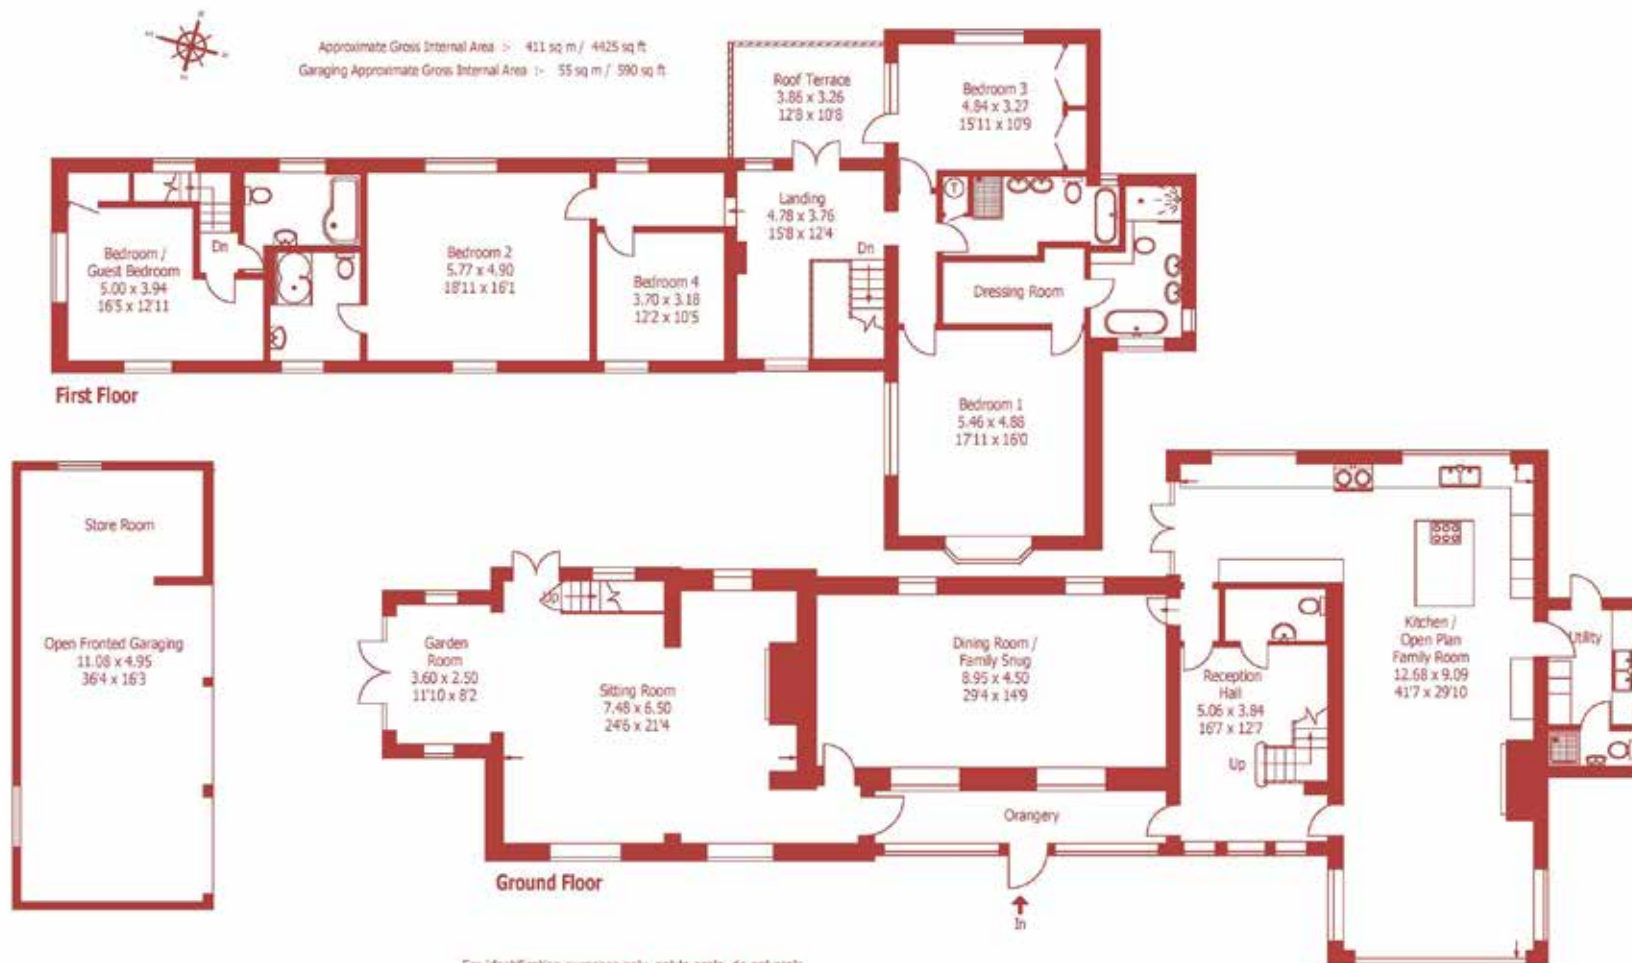 Approximate Gross Internal Area :- 411 sq m / 4425 sq ft
Garaging Approximate Gross Internal Area :- 55 sq m / 590 sq ft
Roof Terrace
3.86 x 3.26
12'8 x 10'8
Bedroom 3
4.84 x 3.27
15'11 x 10'9
Bedroom /
Guest Bedroom
5.00 x 3.94
16'5 x 12'11
Dn
Bedroom 2
5.77 x 4.90
18'11 x 16'1
Bedroom 4
3.70 x 3.18
12'2 x 10'5
Landing
4.78 x 3.76
15'8 x 12'4
Dn
T
Dressing Room
Bedroom 1
5.46 x 4.88
17'11 x 16'0
First Floor
Store Room
Open Fronted Garaging
11.08 x 4.95
36'4 x 16'3
Up
Garden
Room
3.60 x 2.50
11'10 x 8'2
Sitting Room
7.48 x 6.50
24'6 x 21'4
Dining Room /
Family Snug
8.95 x 4.50
29'4 x 14'9
Reception
Hall
5.06 x 3.84
16'7 x 12'7
Up
Kitchen /
Open Plan
Family Room
12.68 x 9.09
41'7 x 29'10
Utility
Orangery
Ground Floor
In